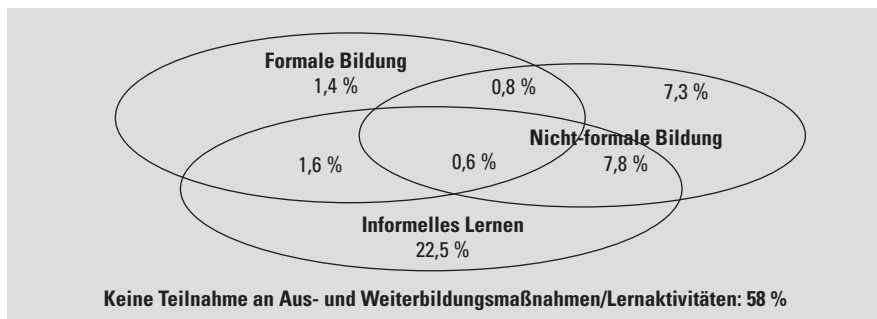 Formale Bildung
1,4 %
0,8 %
7,3 %
Nicht-formale Bildung
1,6 %
0,6 %
7,8 %
Informelles Lernen
22,5 %
Keine Teilnahme an Aus- und Weiterbildungsmaßnahmen/Lernaktivitäten: 58 %